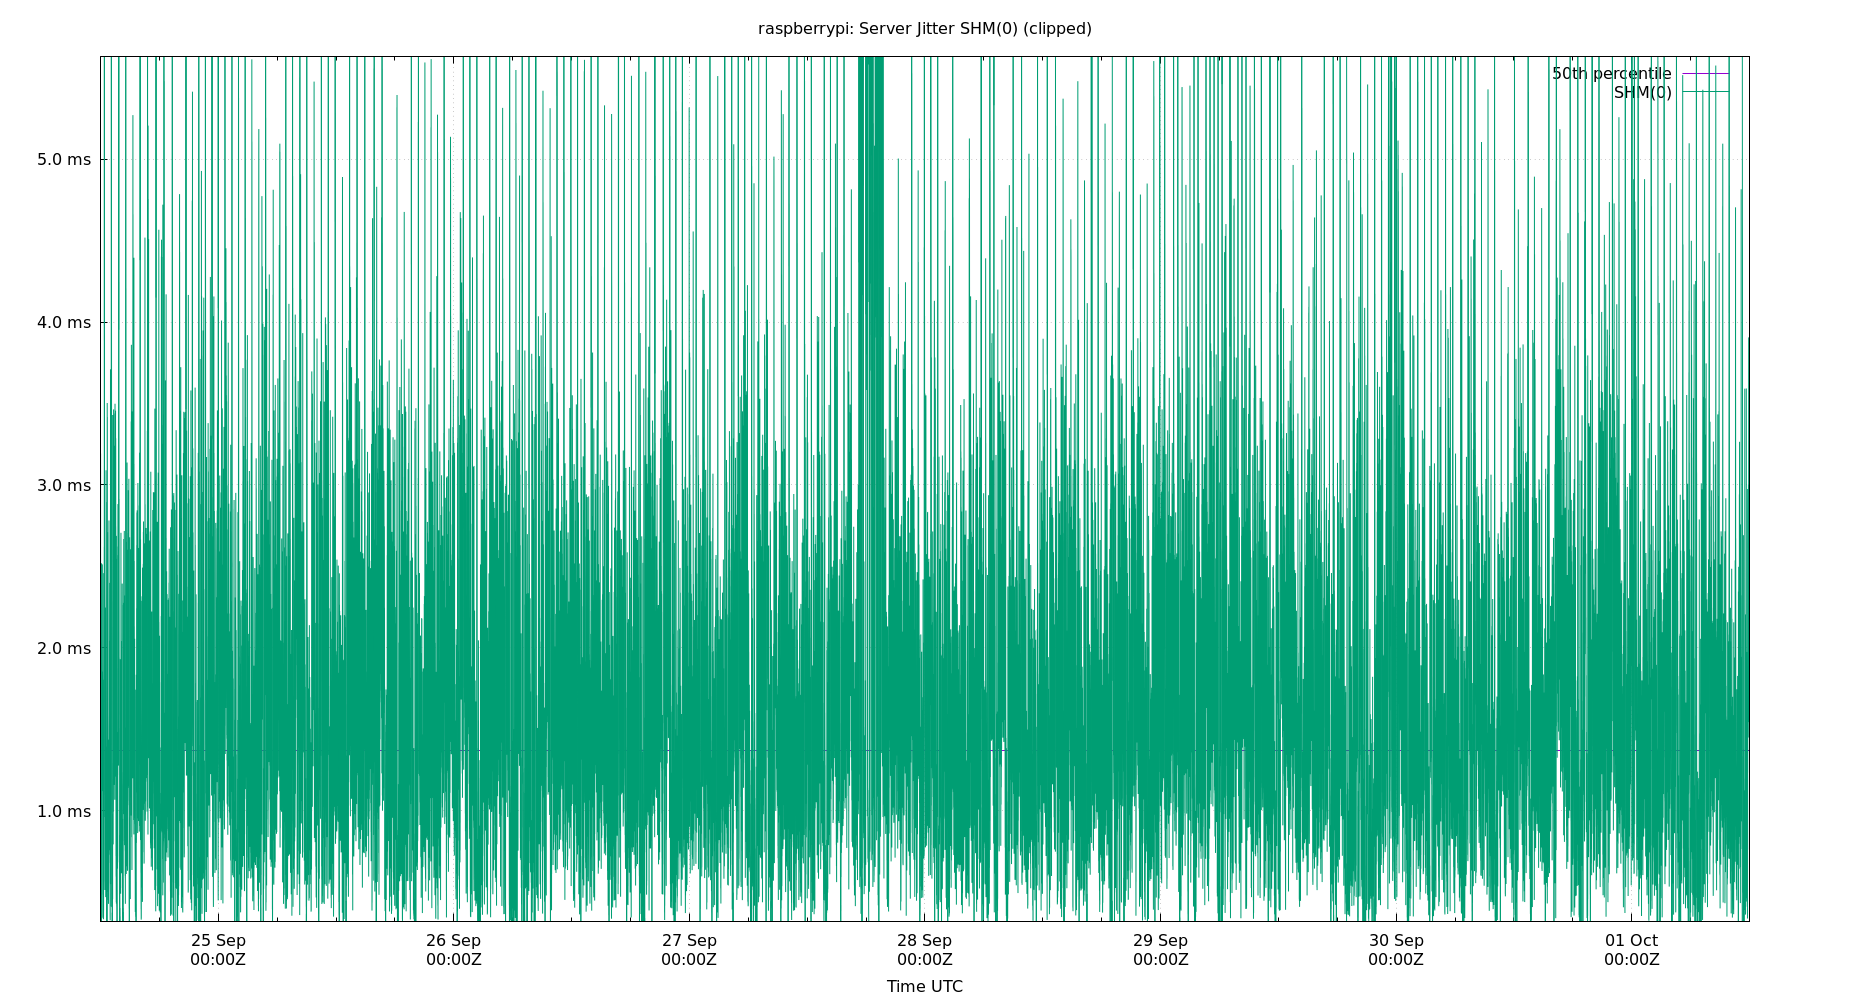 raspberrypi: Server Jitter SHM(0) (clipped)
50th percentile
SHM(0)
5.0 ms
4.0 ms
3.0 ms
2.0 ms
1.0 ms
25 Sep 26 Sep 27 Sep 28 Sep 29 Sep 30 Sep 01 Oct
00:00Z 00:00Z 00:00Z 00:00Z 00:00Z 00:00Z 00:00Z
Time UTC